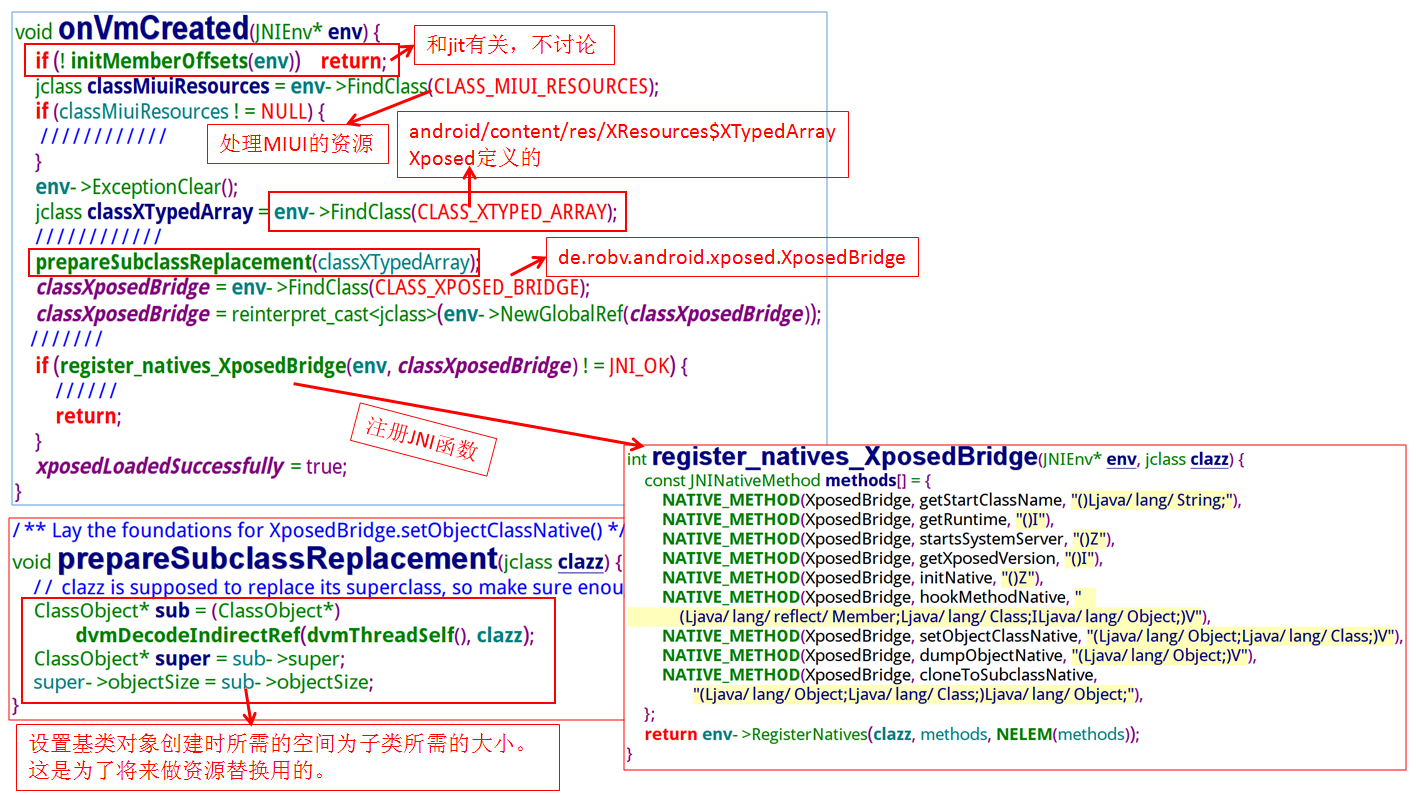 void onVmCreated(JNIEnv* env) {
if (! initMemberOffsets(env)) return;
和jit有关，不讨论
jclass classMiuiResources = env->FindClass(CLASS_MIUI_RESOURCES);
if (classMiuiResources != NULL) {
////////////
处理MIUI的资源
android/content/res/XResources$XTypedArray
Xposed定义的
}
env->ExceptionClear();
jclass classXTypedArray = env->FindClass(CLASS_XTYPED_ARRAY);
////////////
prepareSubclassReplacement(classXTypedArray);
de.robv.android.xposed.XposedBridge
classXposedBridge = env->FindClass(CLASS_XPOSED_BRIDGE);
classXposedBridge = reinterpret_cast<jclass>(env->NewGlobalRef(classXposedBridge));
///////
if (register_natives_XposedBridge(env, classXposedBridge) != JNI_OK) {
//////
return;
}
注册JNI函数
xposedLoadedSuccessfully = true;
}
/** Lay the foundations for XposedBridge.setObjectClassNative() */
void prepareSubclassReplacement(jclass clazz) {
// clazz is supposed to replace its superclass, so make sure enou
ClassObject* sub = (ClassObject*)
dvmDecodeIndirectRef(dvmThreadSelf(), clazz);
ClassObject* super = sub->super;
super->objectSize = sub->objectSize;
}
设置基类对象创建时所需的空间为子类所需的大小。
这是为了将来做资源替换用的。
int register_natives_XposedBridge(JNIEnv* env, jclass clazz) {
const JNINativeMethod methods[] = {
NATIVE_METHOD(XposedBridge, getStartClassName, "()Ljava/lang/String;"),
NATIVE_METHOD(XposedBridge, getRuntime, "()I"),
NATIVE_METHOD(XposedBridge, startsSystemServer, "()Z"),
NATIVE_METHOD(XposedBridge, getXposedVersion, "()I"),
NATIVE_METHOD(XposedBridge, initNative, "()Z"),
NATIVE_METHOD(XposedBridge, hookMethodNative, "
(Ljava/lang/reflect/Member;Ljava/lang/Class;ILjava/lang/Object;)V"),
NATIVE_METHOD(XposedBridge, setObjectClassNative, "(Ljava/lang/Object;Ljava/lang/Class;)V"),
NATIVE_METHOD(XposedBridge, dumpObjectNative, "(Ljava/lang/Object;)V"),
NATIVE_METHOD(XposedBridge, cloneToSubclassNative,
"(Ljava/lang/Object;Ljava/lang/Class;)Ljava/lang/Object;"),
};
return env->RegisterNatives(clazz, methods, NELEM(methods));
}